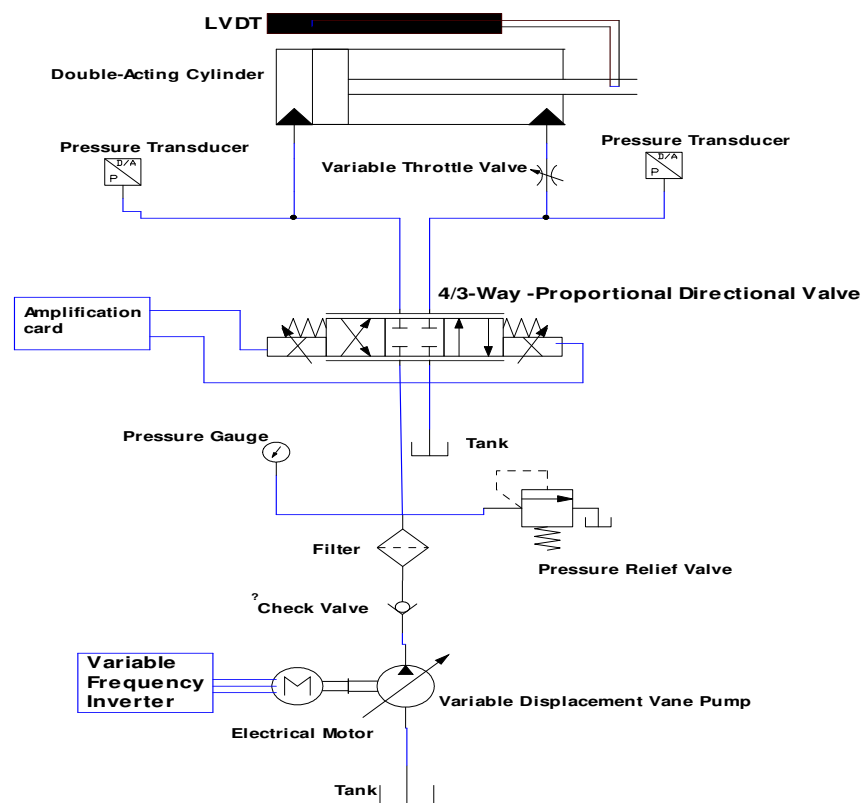 LVDT
Double-Acting Cylinder
Pressure Transducer
D/A
P
Variable Throttle Valve
Pressure Transducer
D/A
P
4/3-Way -Proportional Directional Valve
Amplification
card
Pressure Gauge
Tank
Filter
Pressure Relief Valve
?
Check Valve
Variable
Frequency
Inverter
M
Variable Displacement Vane Pump
Electrical Motor
Tank